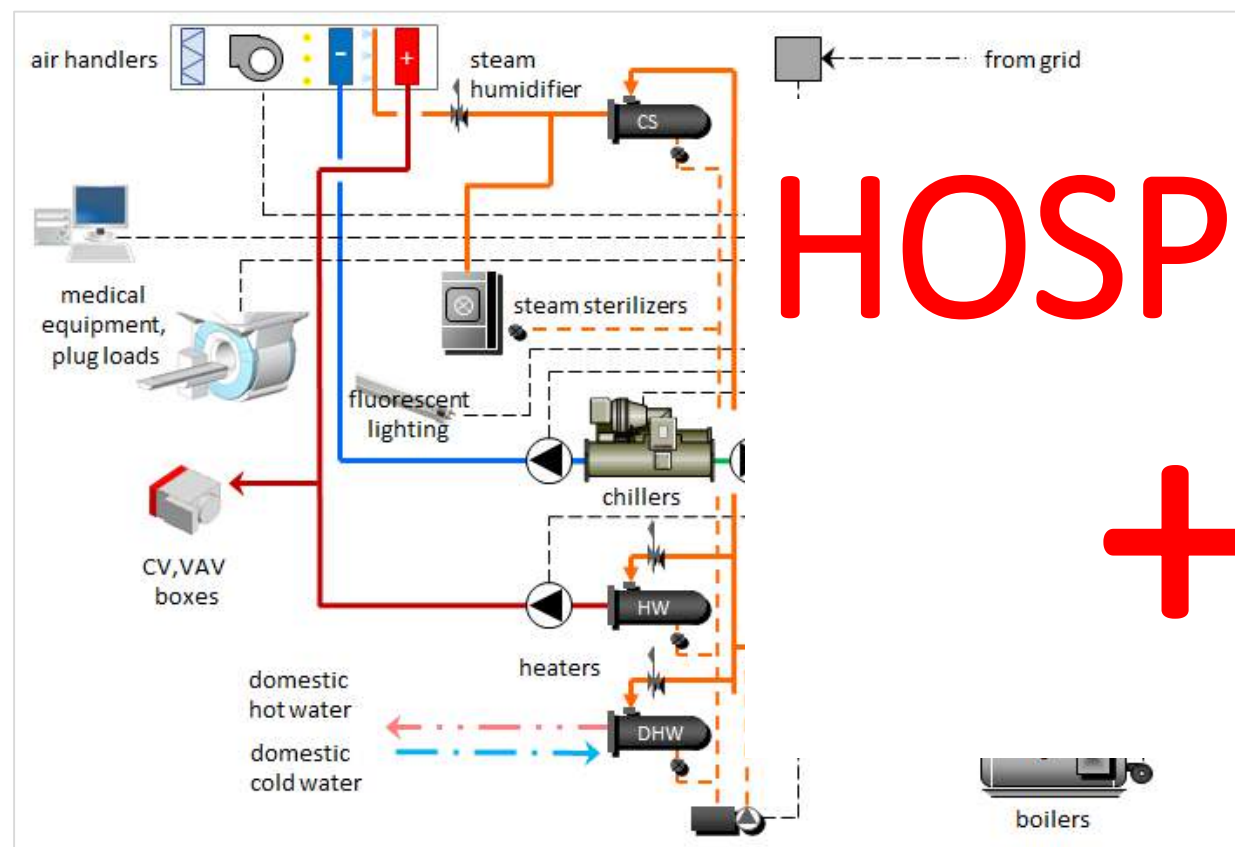 air handlers
−
+
steam
humidifier
from grid
CS
HOSP
medical
equipment,
plug loads
steam sterilizers
fluorescent
lighting
chillers
+
CV,VAV
boxes
HW
heaters
domestic
hot water
DHW
domestic
cold water
boilers